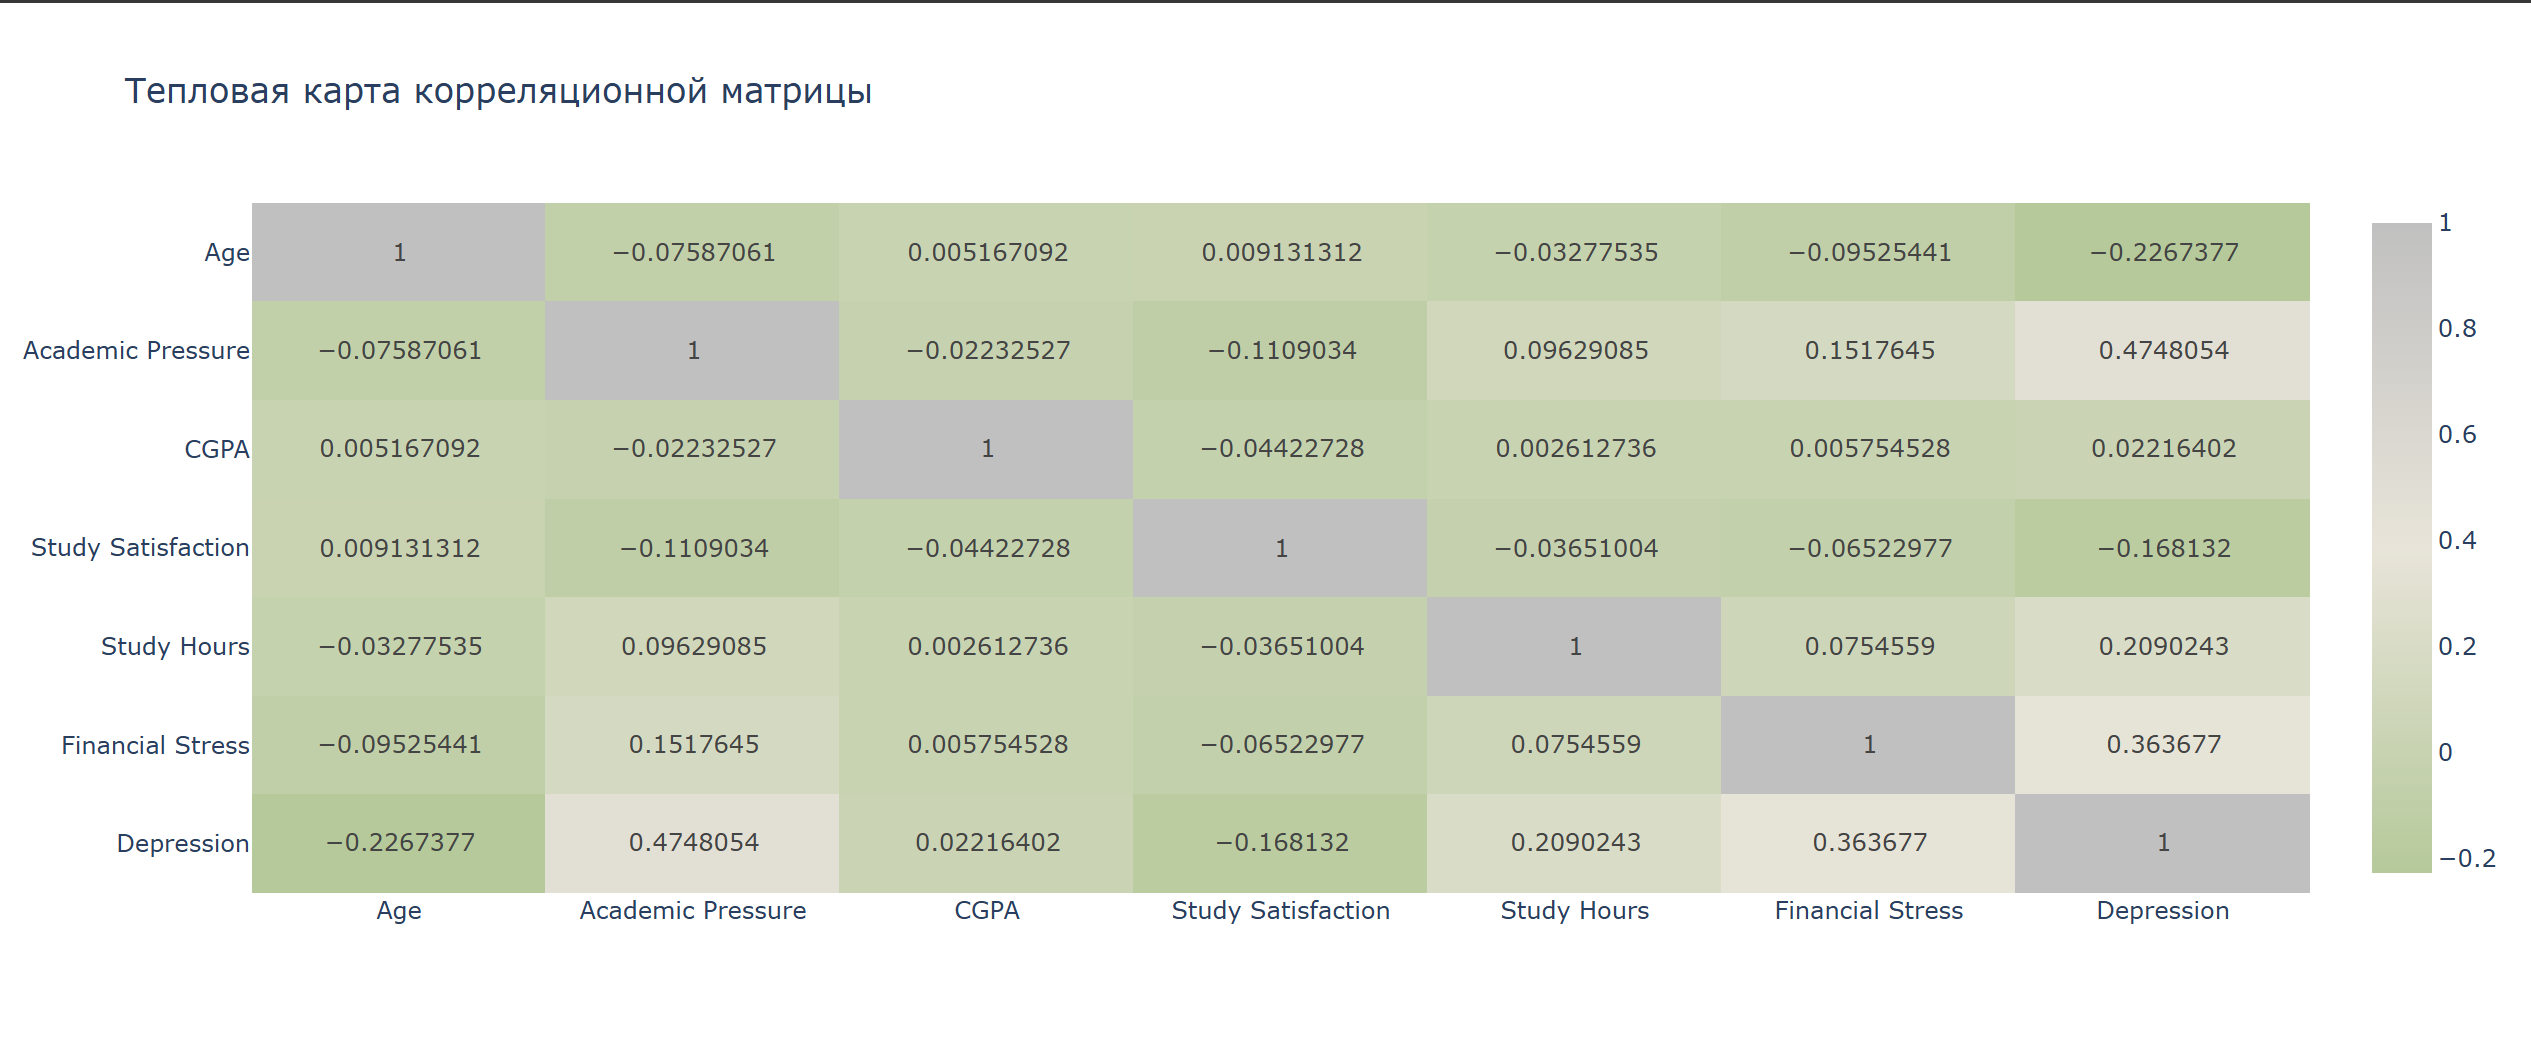 Тепловая карта корреляционной матрицы
Age 1 −0.07587061 0.005167092 0.009131312 −0.03277535 −0.09525441 −0.2267377
Academic Pressure −0.07587061 1 −0.02232527 −0.1109034 0.09629085 0.1517645 0.4748054
CGPA 0.005167092 −0.02232527 1 −0.04422728 0.002612736 0.005754528 0.02216402
Study Satisfaction 0.009131312 −0.1109034 −0.04422728 1 −0.03651004 −0.06522977 −0.168132
Study Hours −0.03277535 0.09629085 0.002612736 −0.03651004 1 0.0754559 0.2090243
Financial Stress −0.09525441 0.1517645 0.005754528 −0.06522977 0.0754559 1 0.363677
Depression −0.2267377 0.4748054 0.02216402 −0.168132 0.2090243 0.363677 1
Age Academic Pressure CGPA Study Satisfaction Study Hours Financial Stress Depression
1
0.8
0.6
0.4
0.2
0
−0.2